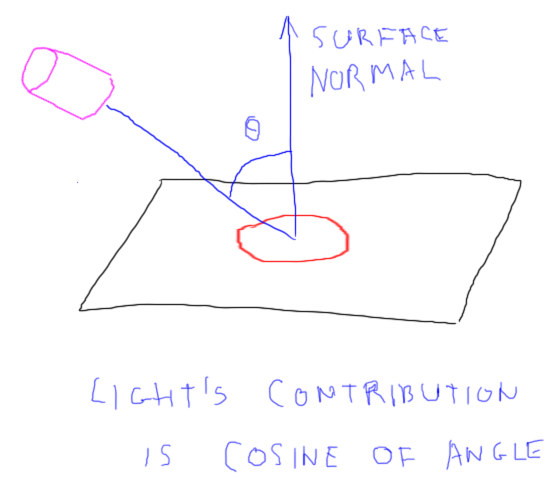 SURFACE
NORMAL
θ
LIGHT'S CONTRIBUTION
IS COSINE OF ANGLE